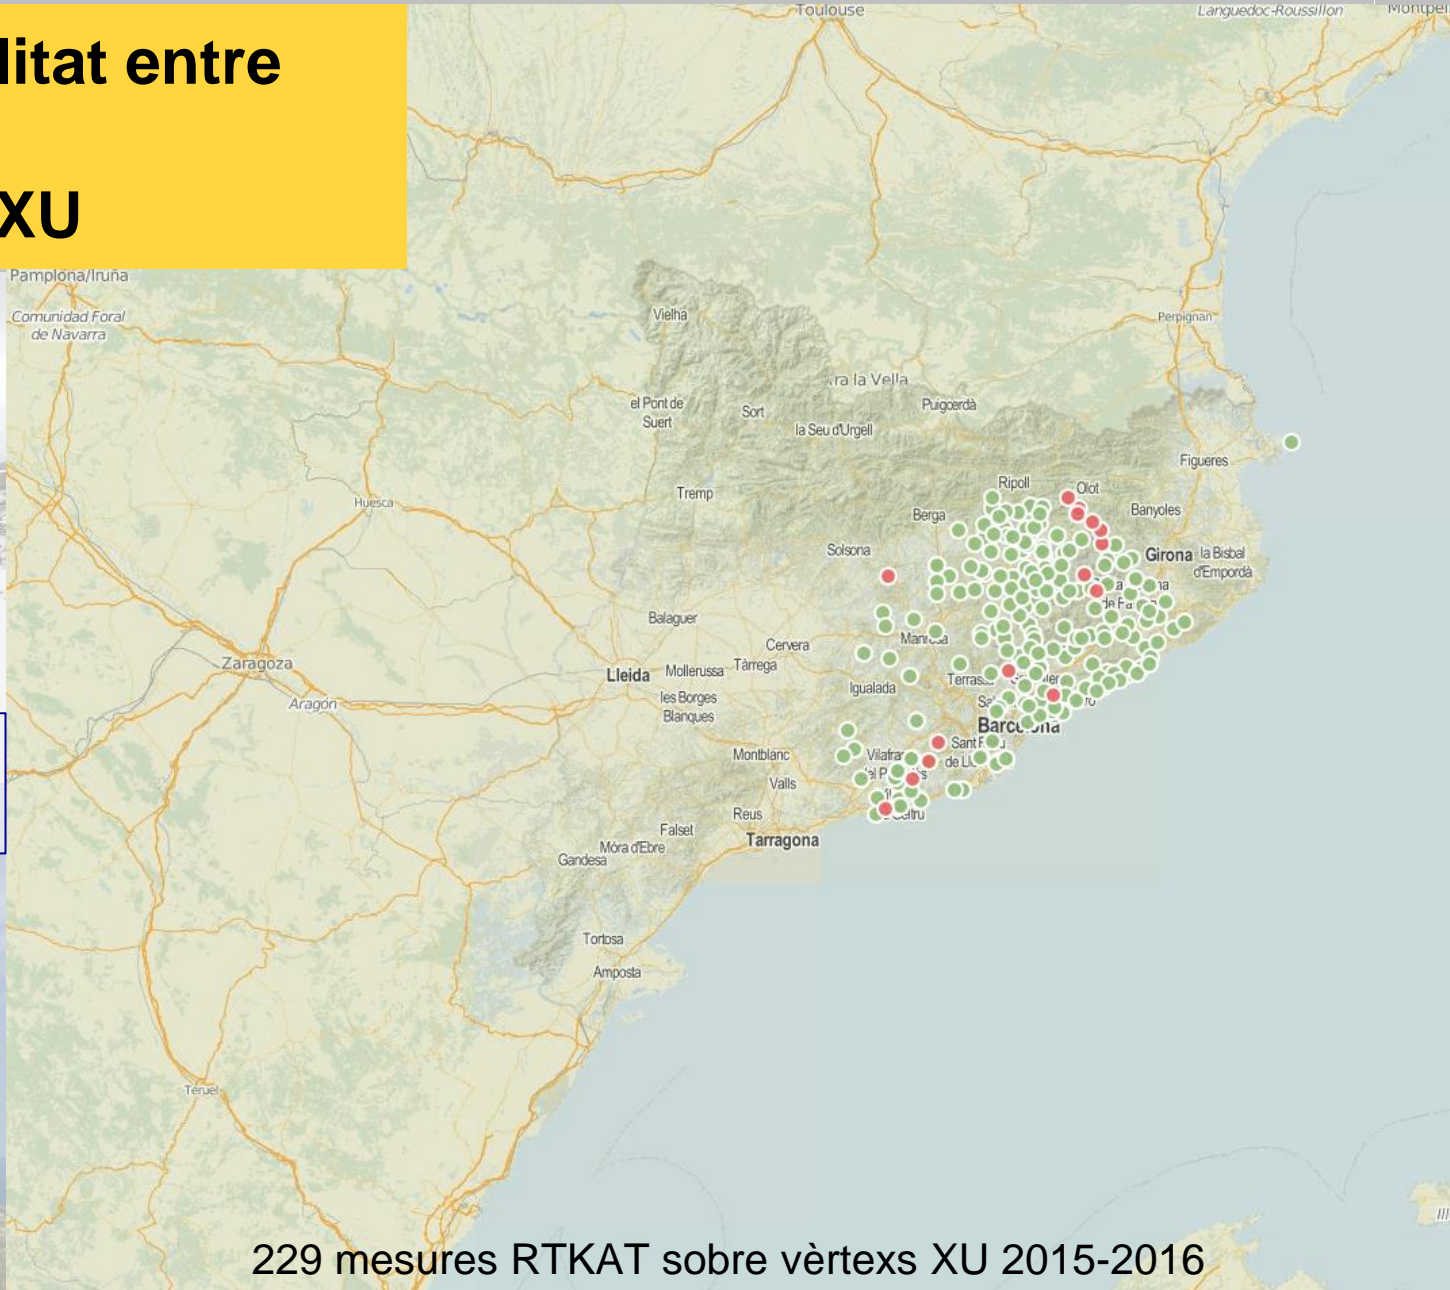 litat entre
XU
Toulouse
Languedoc-Roussillon
Pamplona/Iruña
Comunidad Foral
de Navarra
Vielha
Perpignan
ra la Vella
el Pont de
Suert
Sort
Puigcerdà
la Seu d'Urgell
Figueres
Ripoll
Olot
Tremp
Huesca
Berga
Banyoles
Solsona
Girona
la Bisbal
d'Empordà
Balaguer
Cervera
Zaragoza
Lleida
Mollerussa
Tàrrega
Aragón
les Borges
Blanques
Igualada
Barcelona
Montblanc
Valls
Reus
Falset
Móra d'Ebre
Tarragona
Gandesa
Tortosa
Amposta
Teruel
229 mesures RTKAT sobre vèrtexs XU 2015-2016